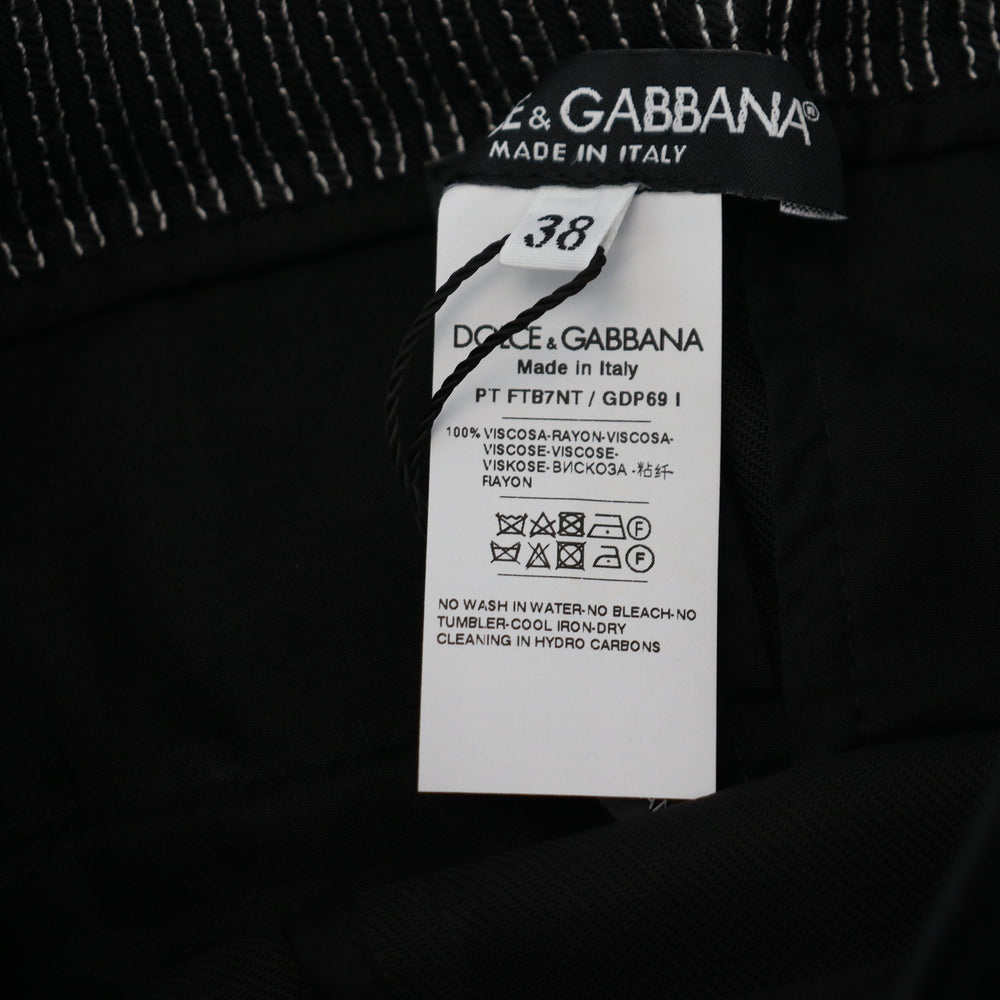 E & GABBANA®
MADE IN ITALY
38
DOLCE & GABBANA
Made in Italy
PT FTB7NT / GDP69 I
100% VISCOSA-RAYON-VISCOSA-
VISCOSE-VISCOSE-
VISKOSE-ВИСКОЗА -粘纤-
RAYON
F
F
NO WASH IN WATER-NO BLEACH-NO
TUMBLER-COOL IRON-DRY
CLEANING IN HYDRO CARBONS